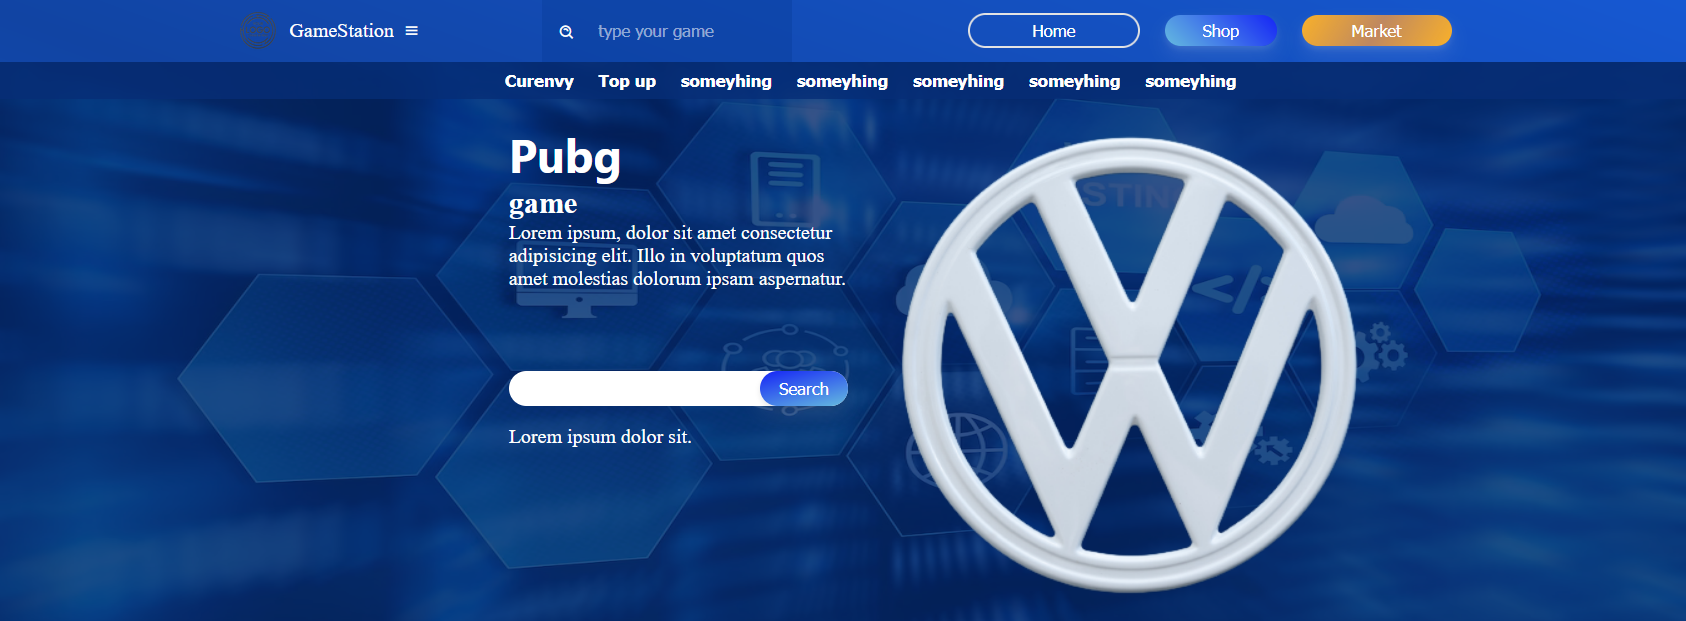 GameStation
type your game
Home
Shop
Market
Curenvy Top up someyhing someyhing someyhing someyhing someyhing
Pubg
game
Lorem ipsum, dolor sit amet consectetur
adipisicing elit. Illo in voluptatum quos
amet molestias dolorum ipsam aspernatur.
Search
Lorem ipsum dolor sit.